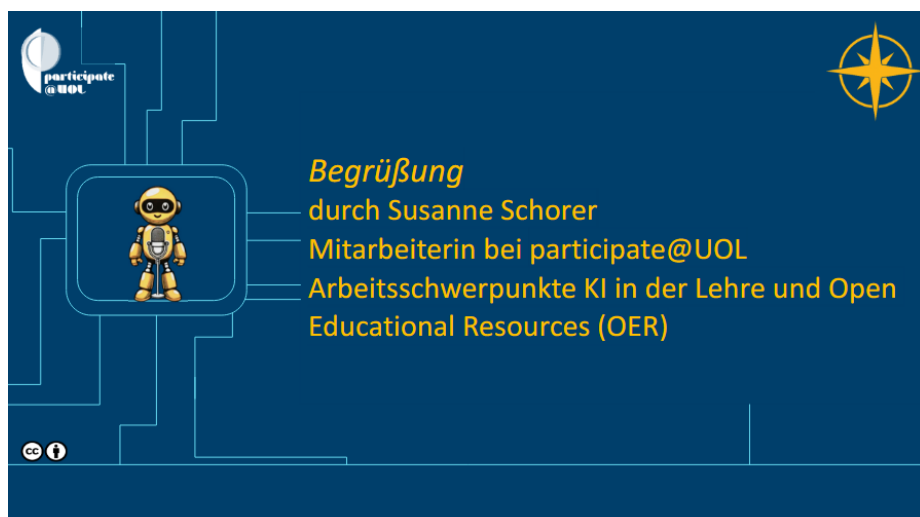 participate
@UOL
Begrüßung
durch Susanne Schorer
Mitarbeiterin bei participate@UOL
Arbeitsschwerpunkte KI in der Lehre und Open
Educational Resources (OER)
cc